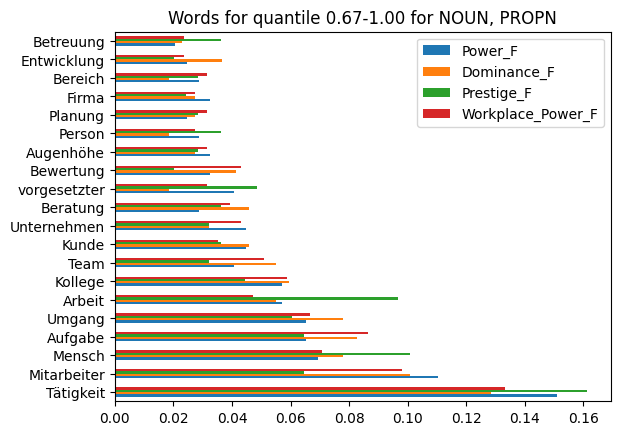 Words for quantile 0.67-1.00 for NOUN, PROPN
Betreuung
Entwicklung
Bereich
Firma
Planung
Person
Augenhöhe
Bewertung
vorgesetzter
Beratung
Unternehmen
Kunde
Team
Kollege
Arbeit
Umgang
Aufgabe
Mensch
Mitarbeiter
Tätigkeit
Power_F
Dominance_F
Prestige_F
Workplace_Power_F
0.00 0.02 0.04 0.06 0.08 0.10 0.12 0.14 0.16